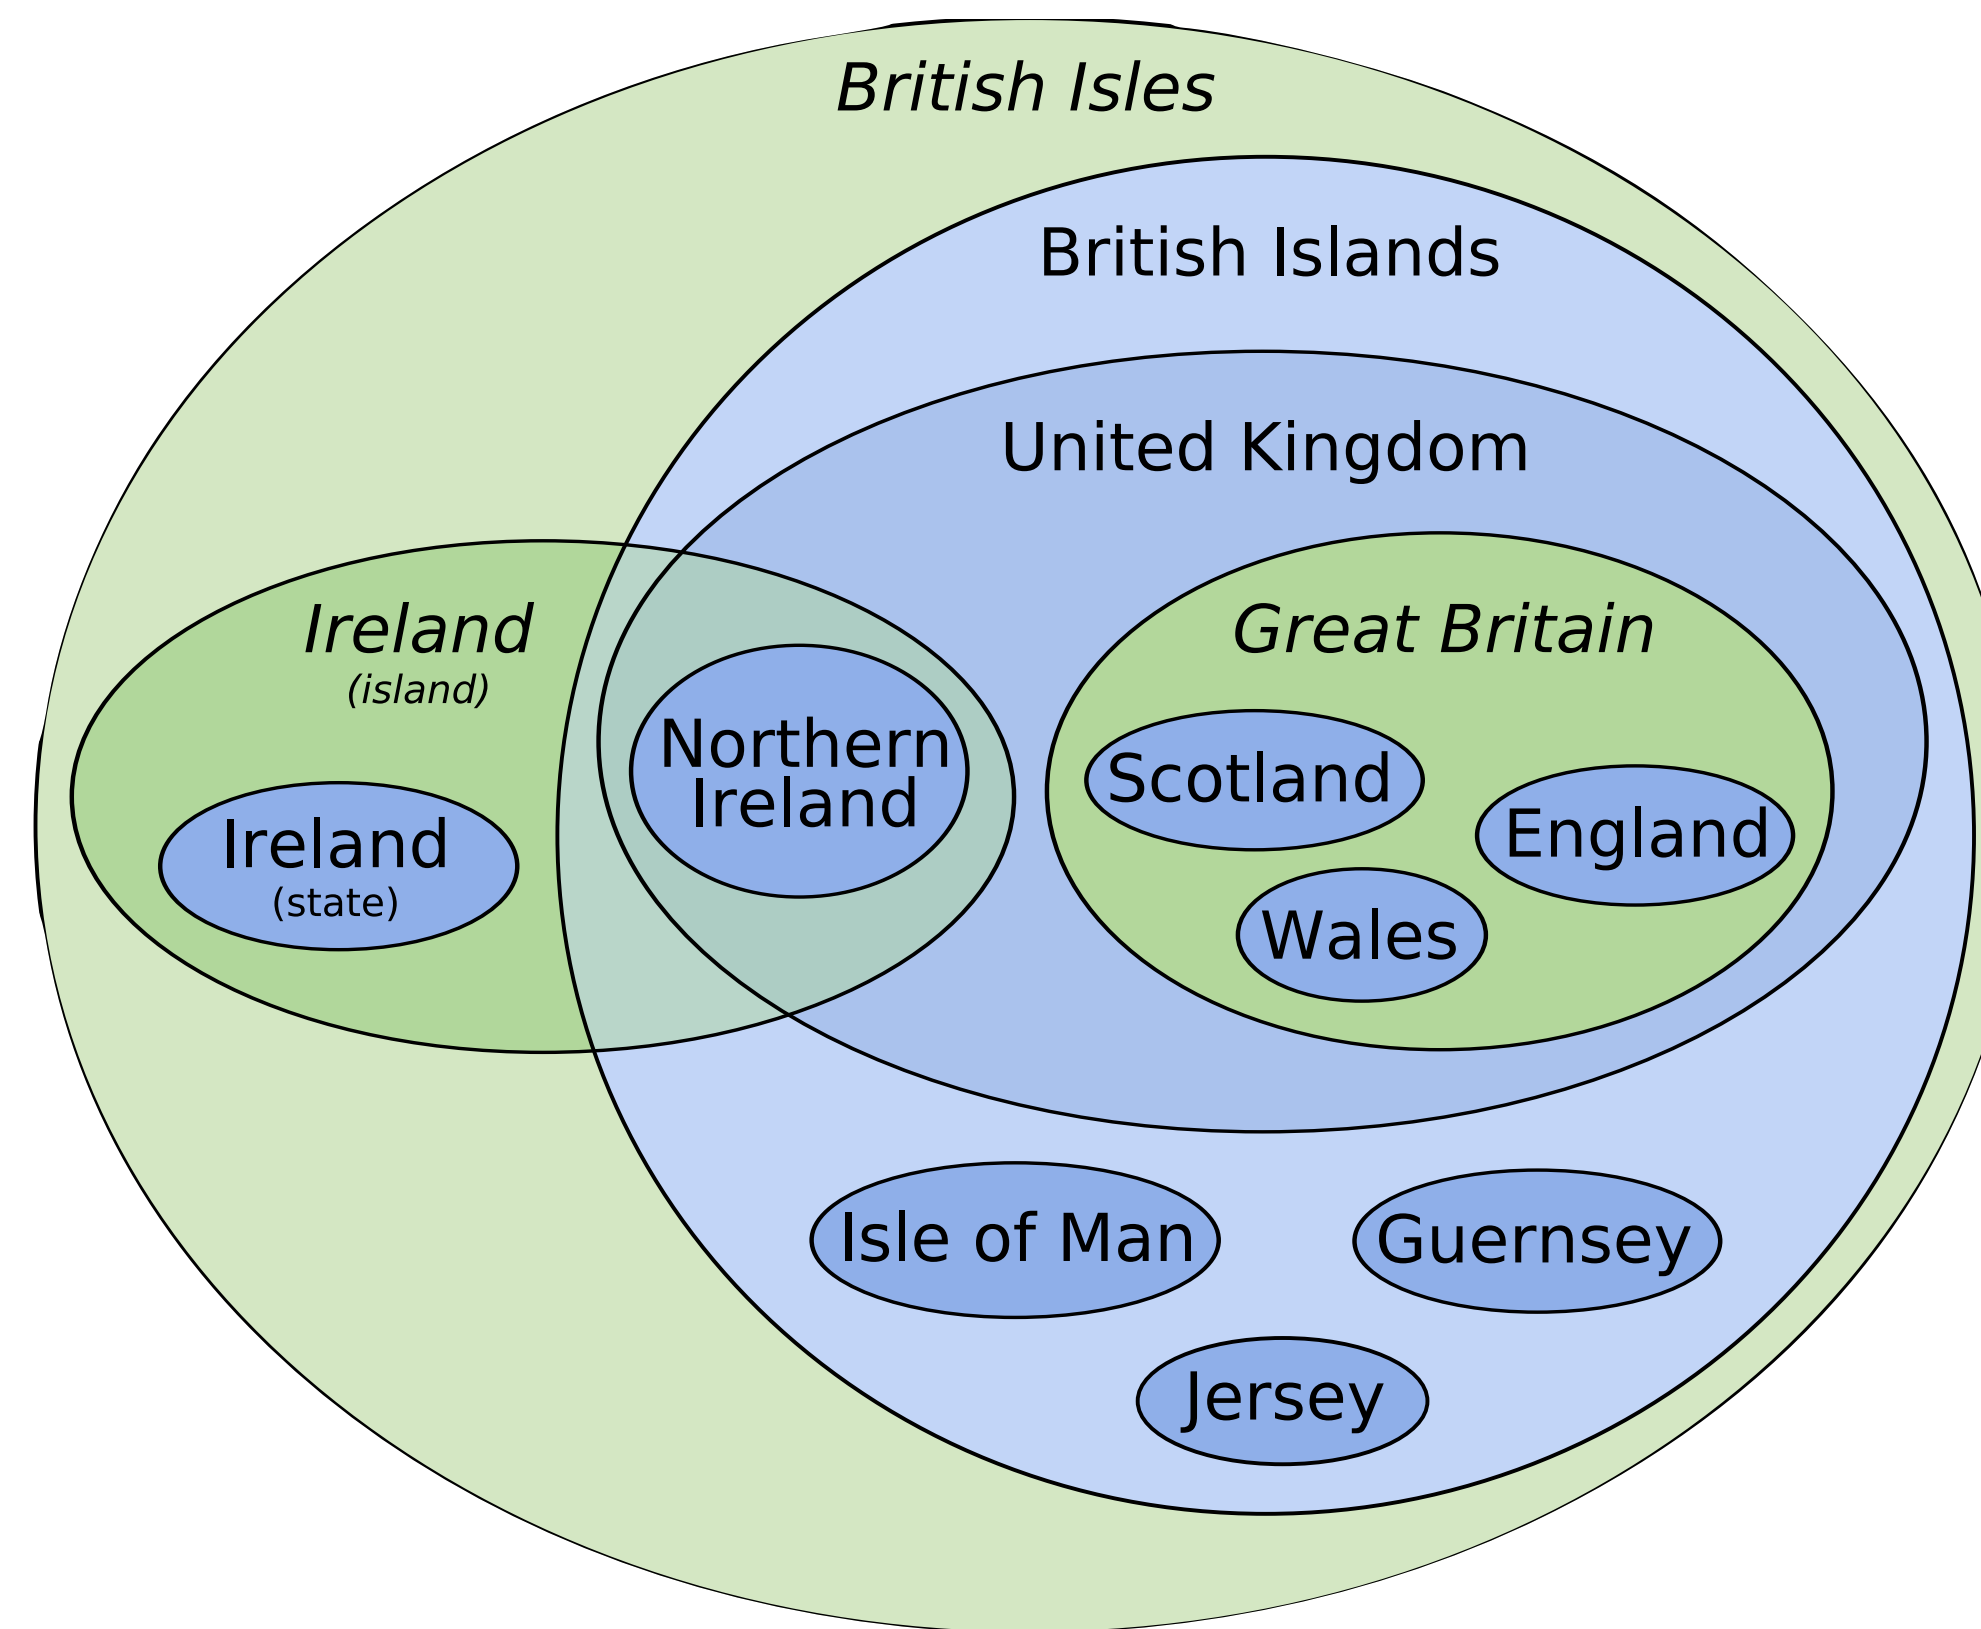 British Isles
British Islands
United Kingdom
Ireland
(island)
Great Britain
Northern
Ireland
Scotland
England
Ireland
(state)
Wales
Isle of Man
Guernsey
Jersey